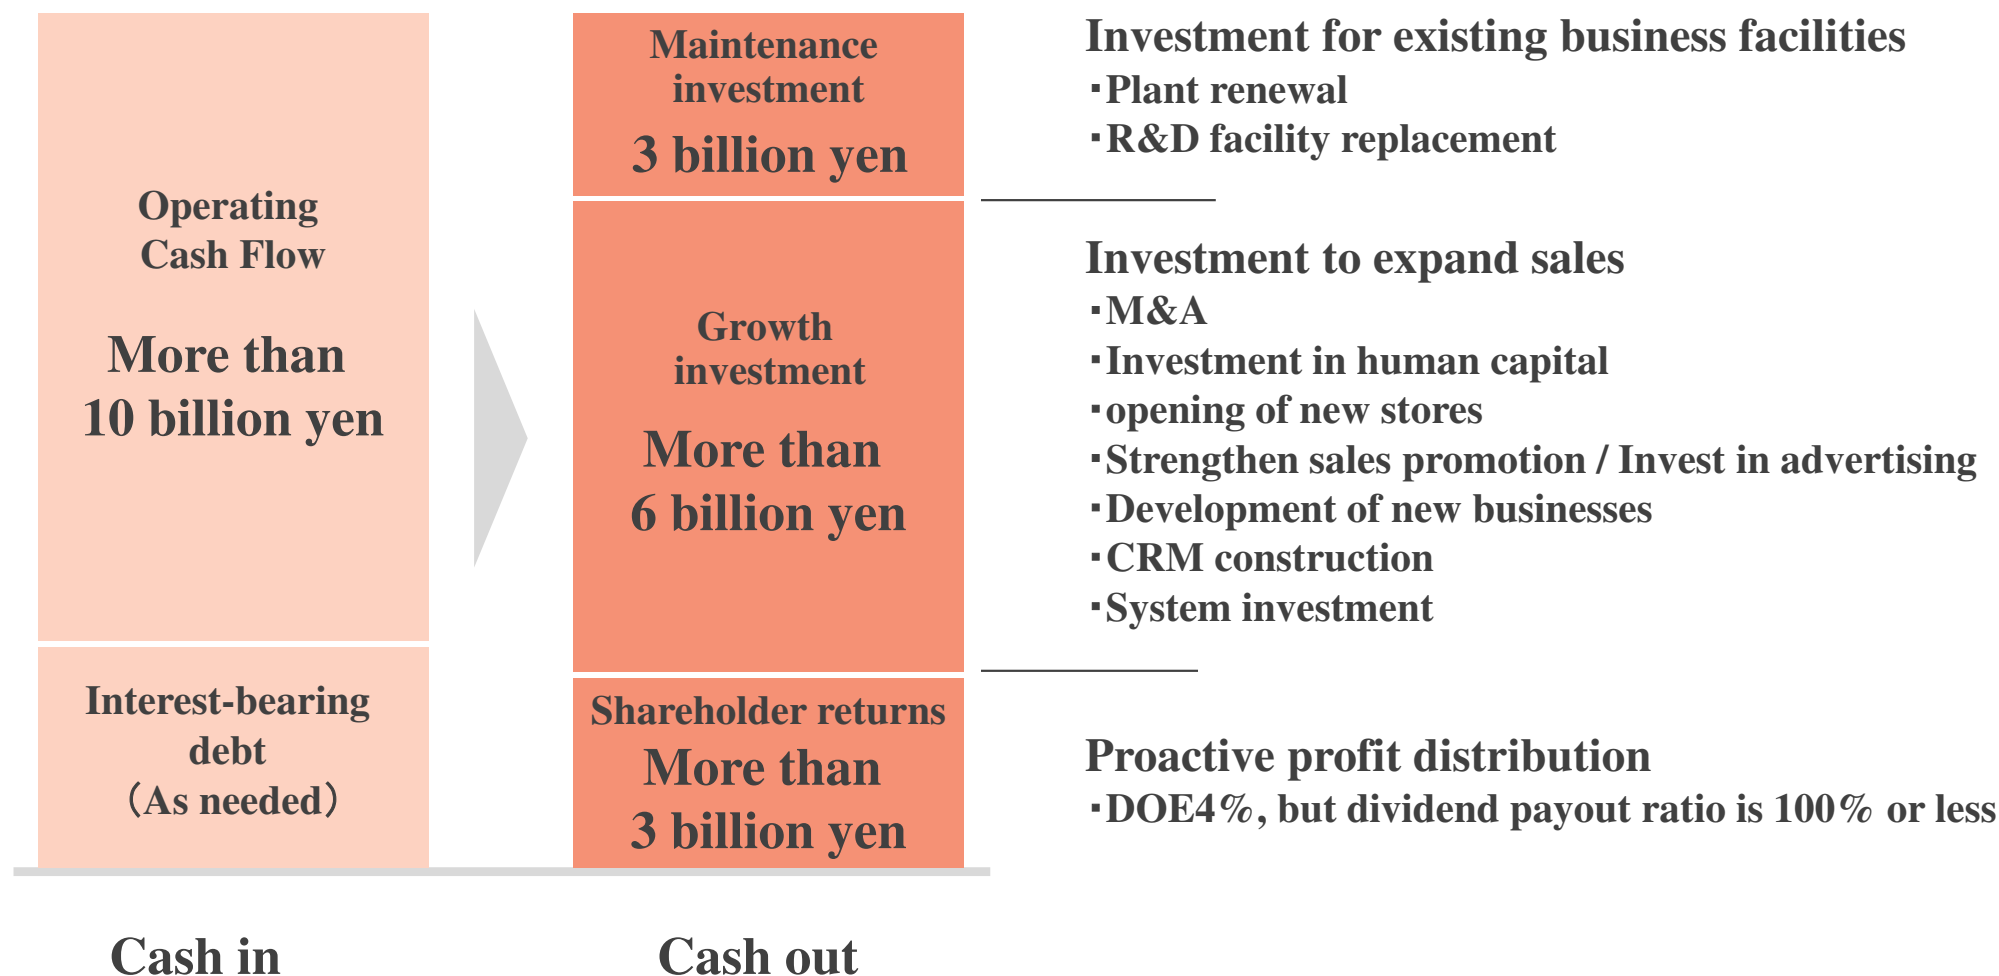 Operating
Cash Flow
More than
10 billion yen
Interest-bearing
debt
（As needed）
Cash in
Maintenance
investment
3 billion yen
Growth
investment
More than
6 billion yen
Shareholder returns
More than
3 billion yen
Cash out
Investment for existing business facilities
・Plant renewal
・R&D facility replacement
Investment to expand sales
・M&A
・Investment in human capital
・opening of new stores
・Strengthen sales promotion / Invest in advertising
・Development of new businesses
・CRM construction
・System investment
Proactive profit distribution
・DOE4%, but dividend payout ratio is 100% or less